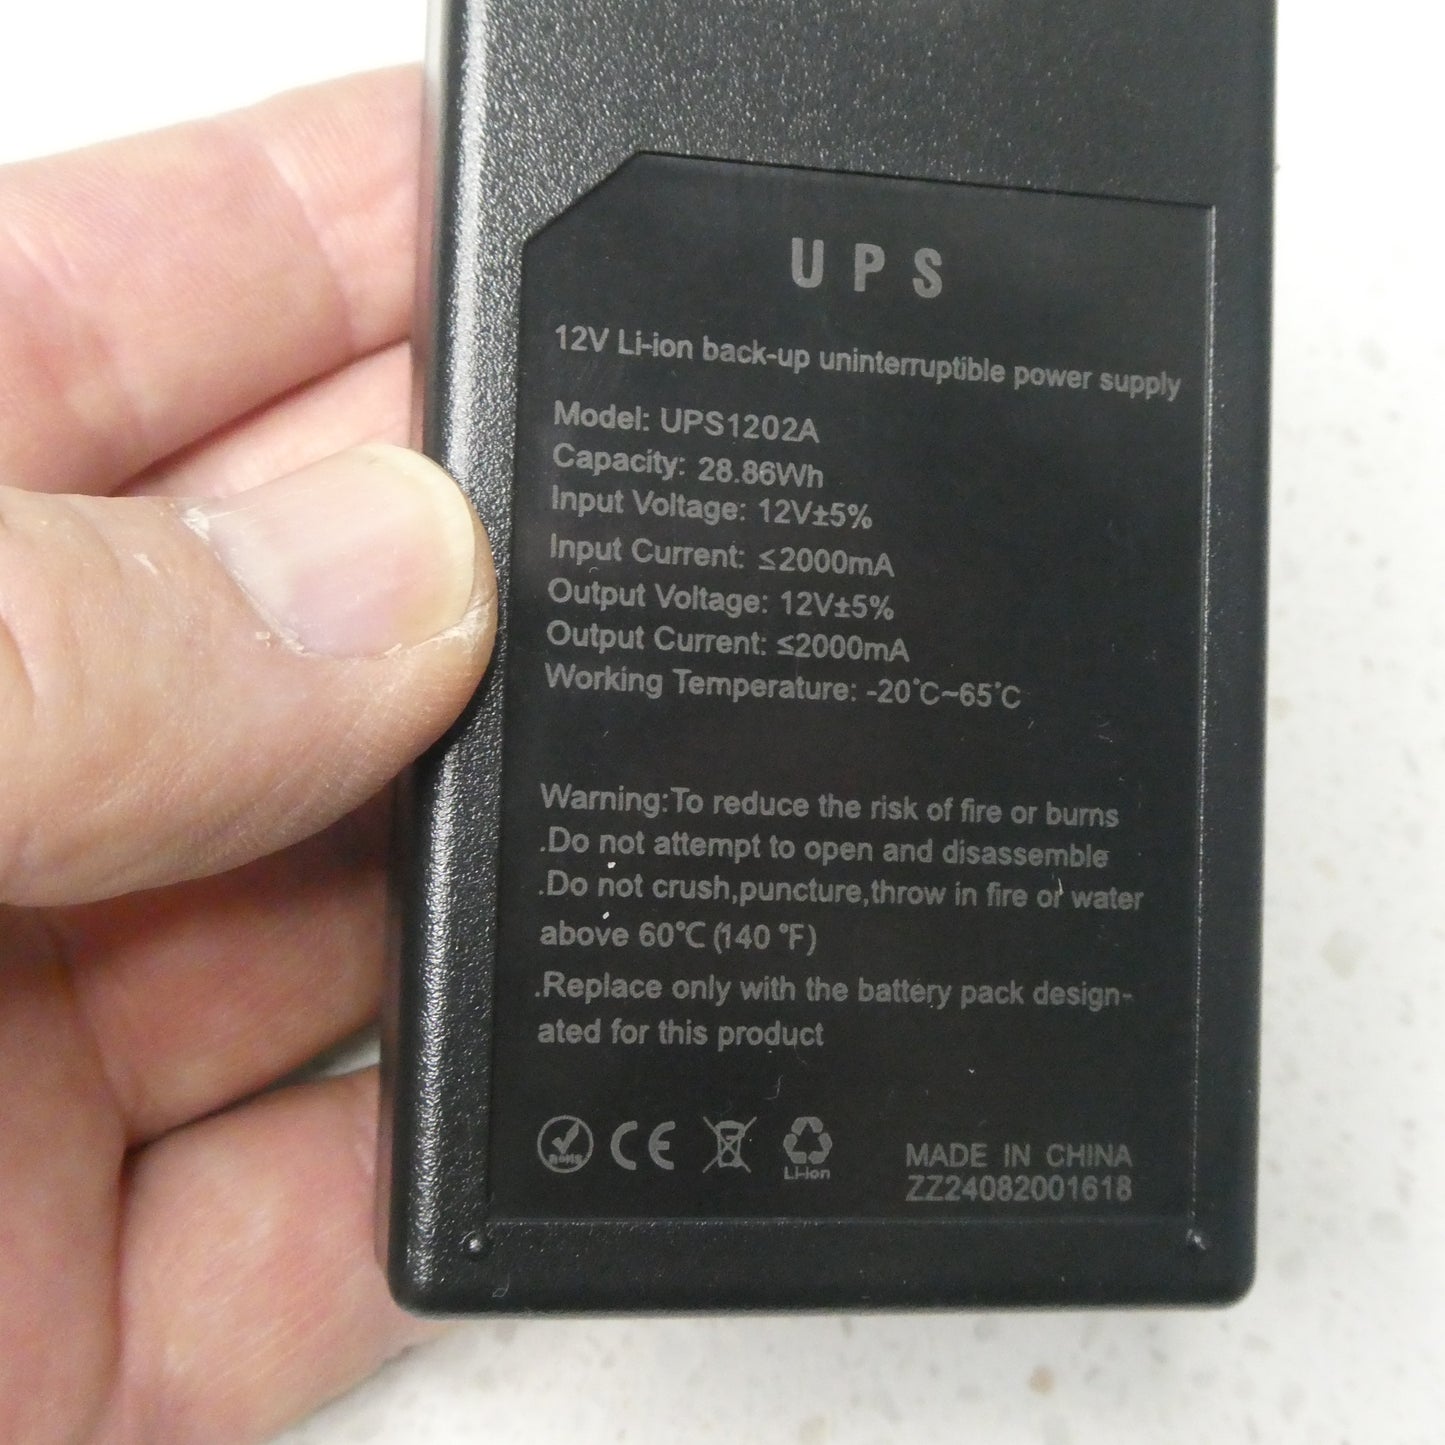 UPS
12V Li-ion back-up uninterruptible power supply
Model: UPS1202A
Capacity: 28.86Wh
Input Voltage: 12V±5%
Input Current: ≤2000mA
Output Voltage: 12V±5%
Output Current: ≤2000mA
Working Temperature: -20°C~65°C
Warning:To reduce the risk of fire or burns
.Do not attempt to open and disassemble
.Do not crush,puncture,throw in fire or water
above 60℃(140 ℉)
.Replace only with the battery pack design-
ated for this product
RoHS CE Li-ion
MADE IN CHINA
ZZ24082001618